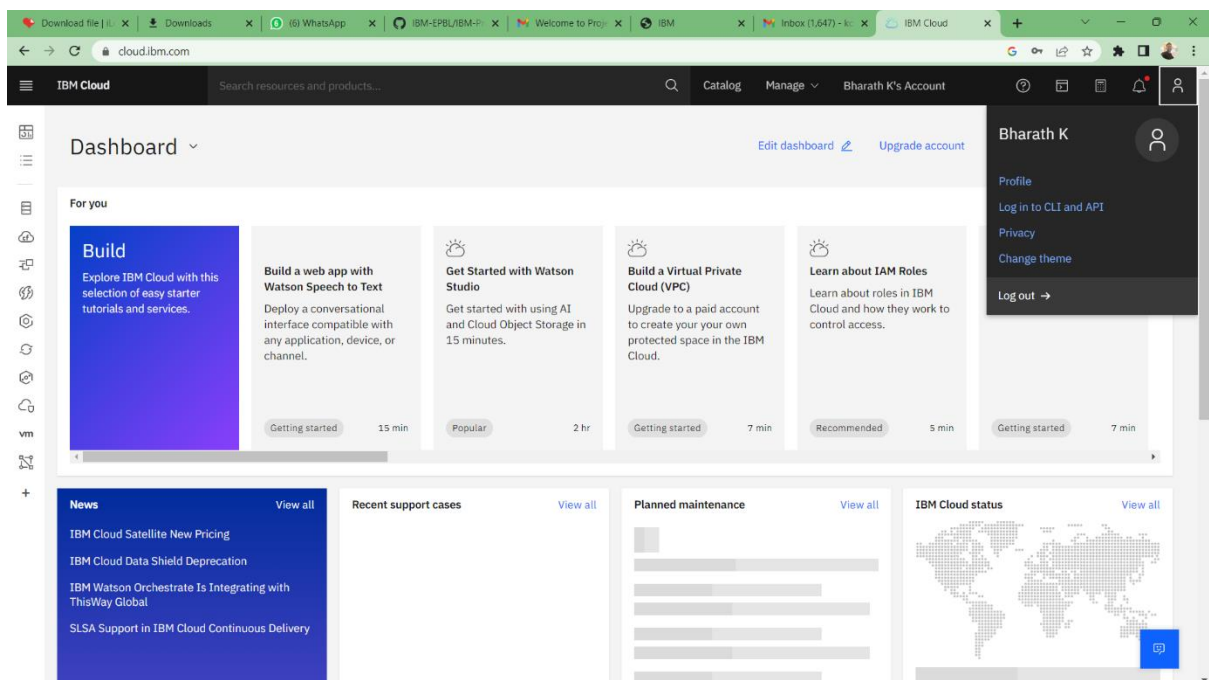 Download file | iL
Downloads
(6) WhatsApp
IBM-EPBL/IBM-Pr
Welcome to Proje
IBM
Inbox (1,647) - k
IBM Cloud
cloud.ibm.com
IBM Cloud
Search resources and products...
Catalog
Manage
Bharath K's Account
Dashboard
Edit dashboard
Upgrade account
Bharath K
Profile
Log in to CLI and API
Privacy
Change theme
Log out →
For you
Build
Explore IBM Cloud with this
selection of easy starter
tutorials and services.
Build a web app with
Watson Speech to Text
Deploy a conversational
interface compatible with
any application, device, or
channel.
Getting started 15 min
Get Started with Watson
Studio
Get started with using AI
and Cloud Object Storage in
15 minutes.
Popular 2 hr
Build a Virtual Private
Cloud (VPC)
Upgrade to a paid account
to create your your own
protected space in the IBM
Cloud.
Getting started 7 min
Learn about IAM Roles
Learn about roles in IBM
Cloud and how they work to
control access.
Recommended 5 min
Getting started 7 min
vm
News View all
IBM Cloud Satellite New Pricing
IBM Cloud Data Shield Deprecation
IBM Watson Orchestrate Is Integrating with
ThisWay Global
SLSA Support in IBM Cloud Continuous Delivery
Recent support cases View all
Planned maintenance View all
IBM Cloud status View all